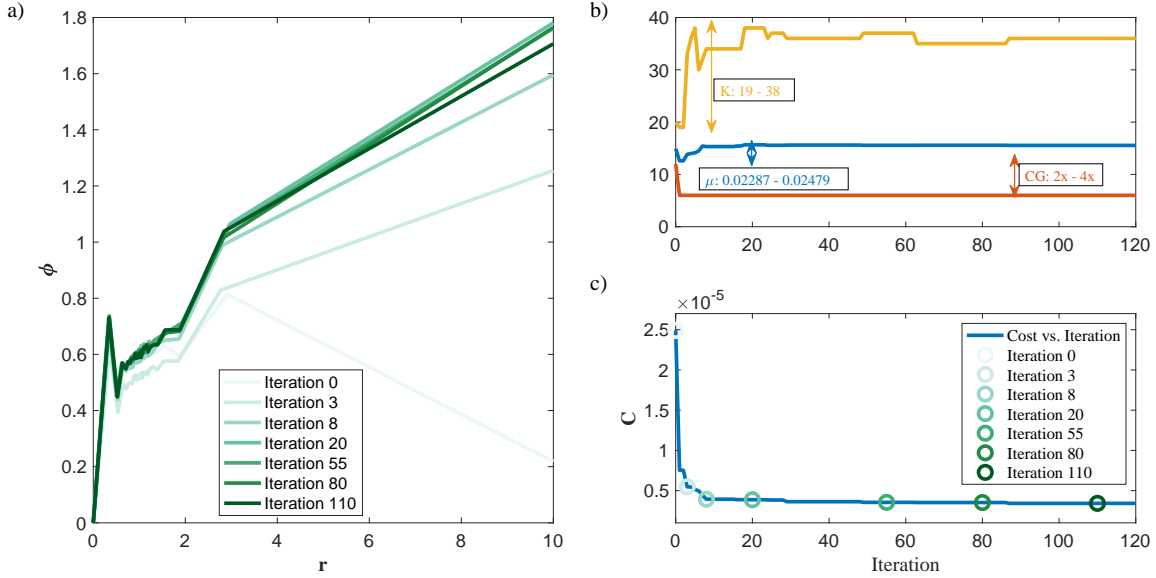 a)
1.8
1.6
1.4
1.2
1
0.8
0.6
0.4
0.2
0
ϕ
0 2 4 6 8 10
r
Iteration 0
Iteration 3
Iteration 8
Iteration 20
Iteration 55
Iteration 80
Iteration 110
b)
40
30
20
10
0
K: 19 - 38
μ: 0.02287 - 0.02479
CG: 2x - 4x
0 20 40 60 80 100 120
c)
×10⁻⁵
2.5
2
1.5
1
0.5
C
Cost vs. Iteration
Iteration 0
Iteration 3
Iteration 8
Iteration 20
Iteration 55
Iteration 80
Iteration 110
0 20 40 60 80 100 120
Iteration